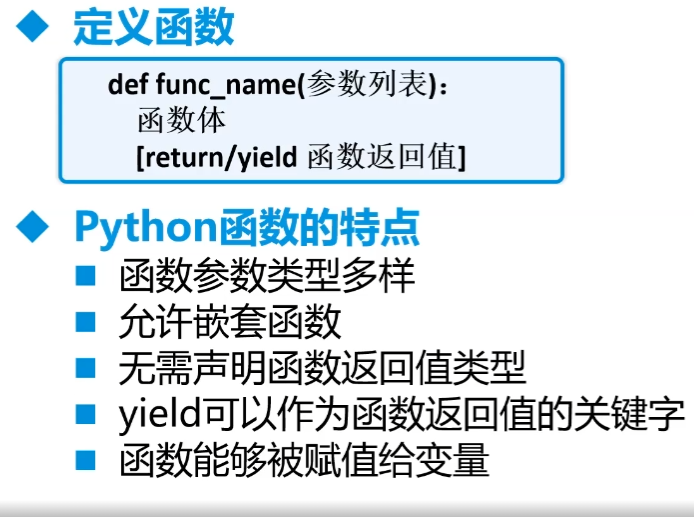 定义函数
def func_name(参数列表):
函数体
[return/yield 函数返回值]
Python函数的特点
函数参数类型多样
允许嵌套函数
无需声明函数返回值类型
yield可以作为函数返回值的关键字
函数能够被赋值给变量